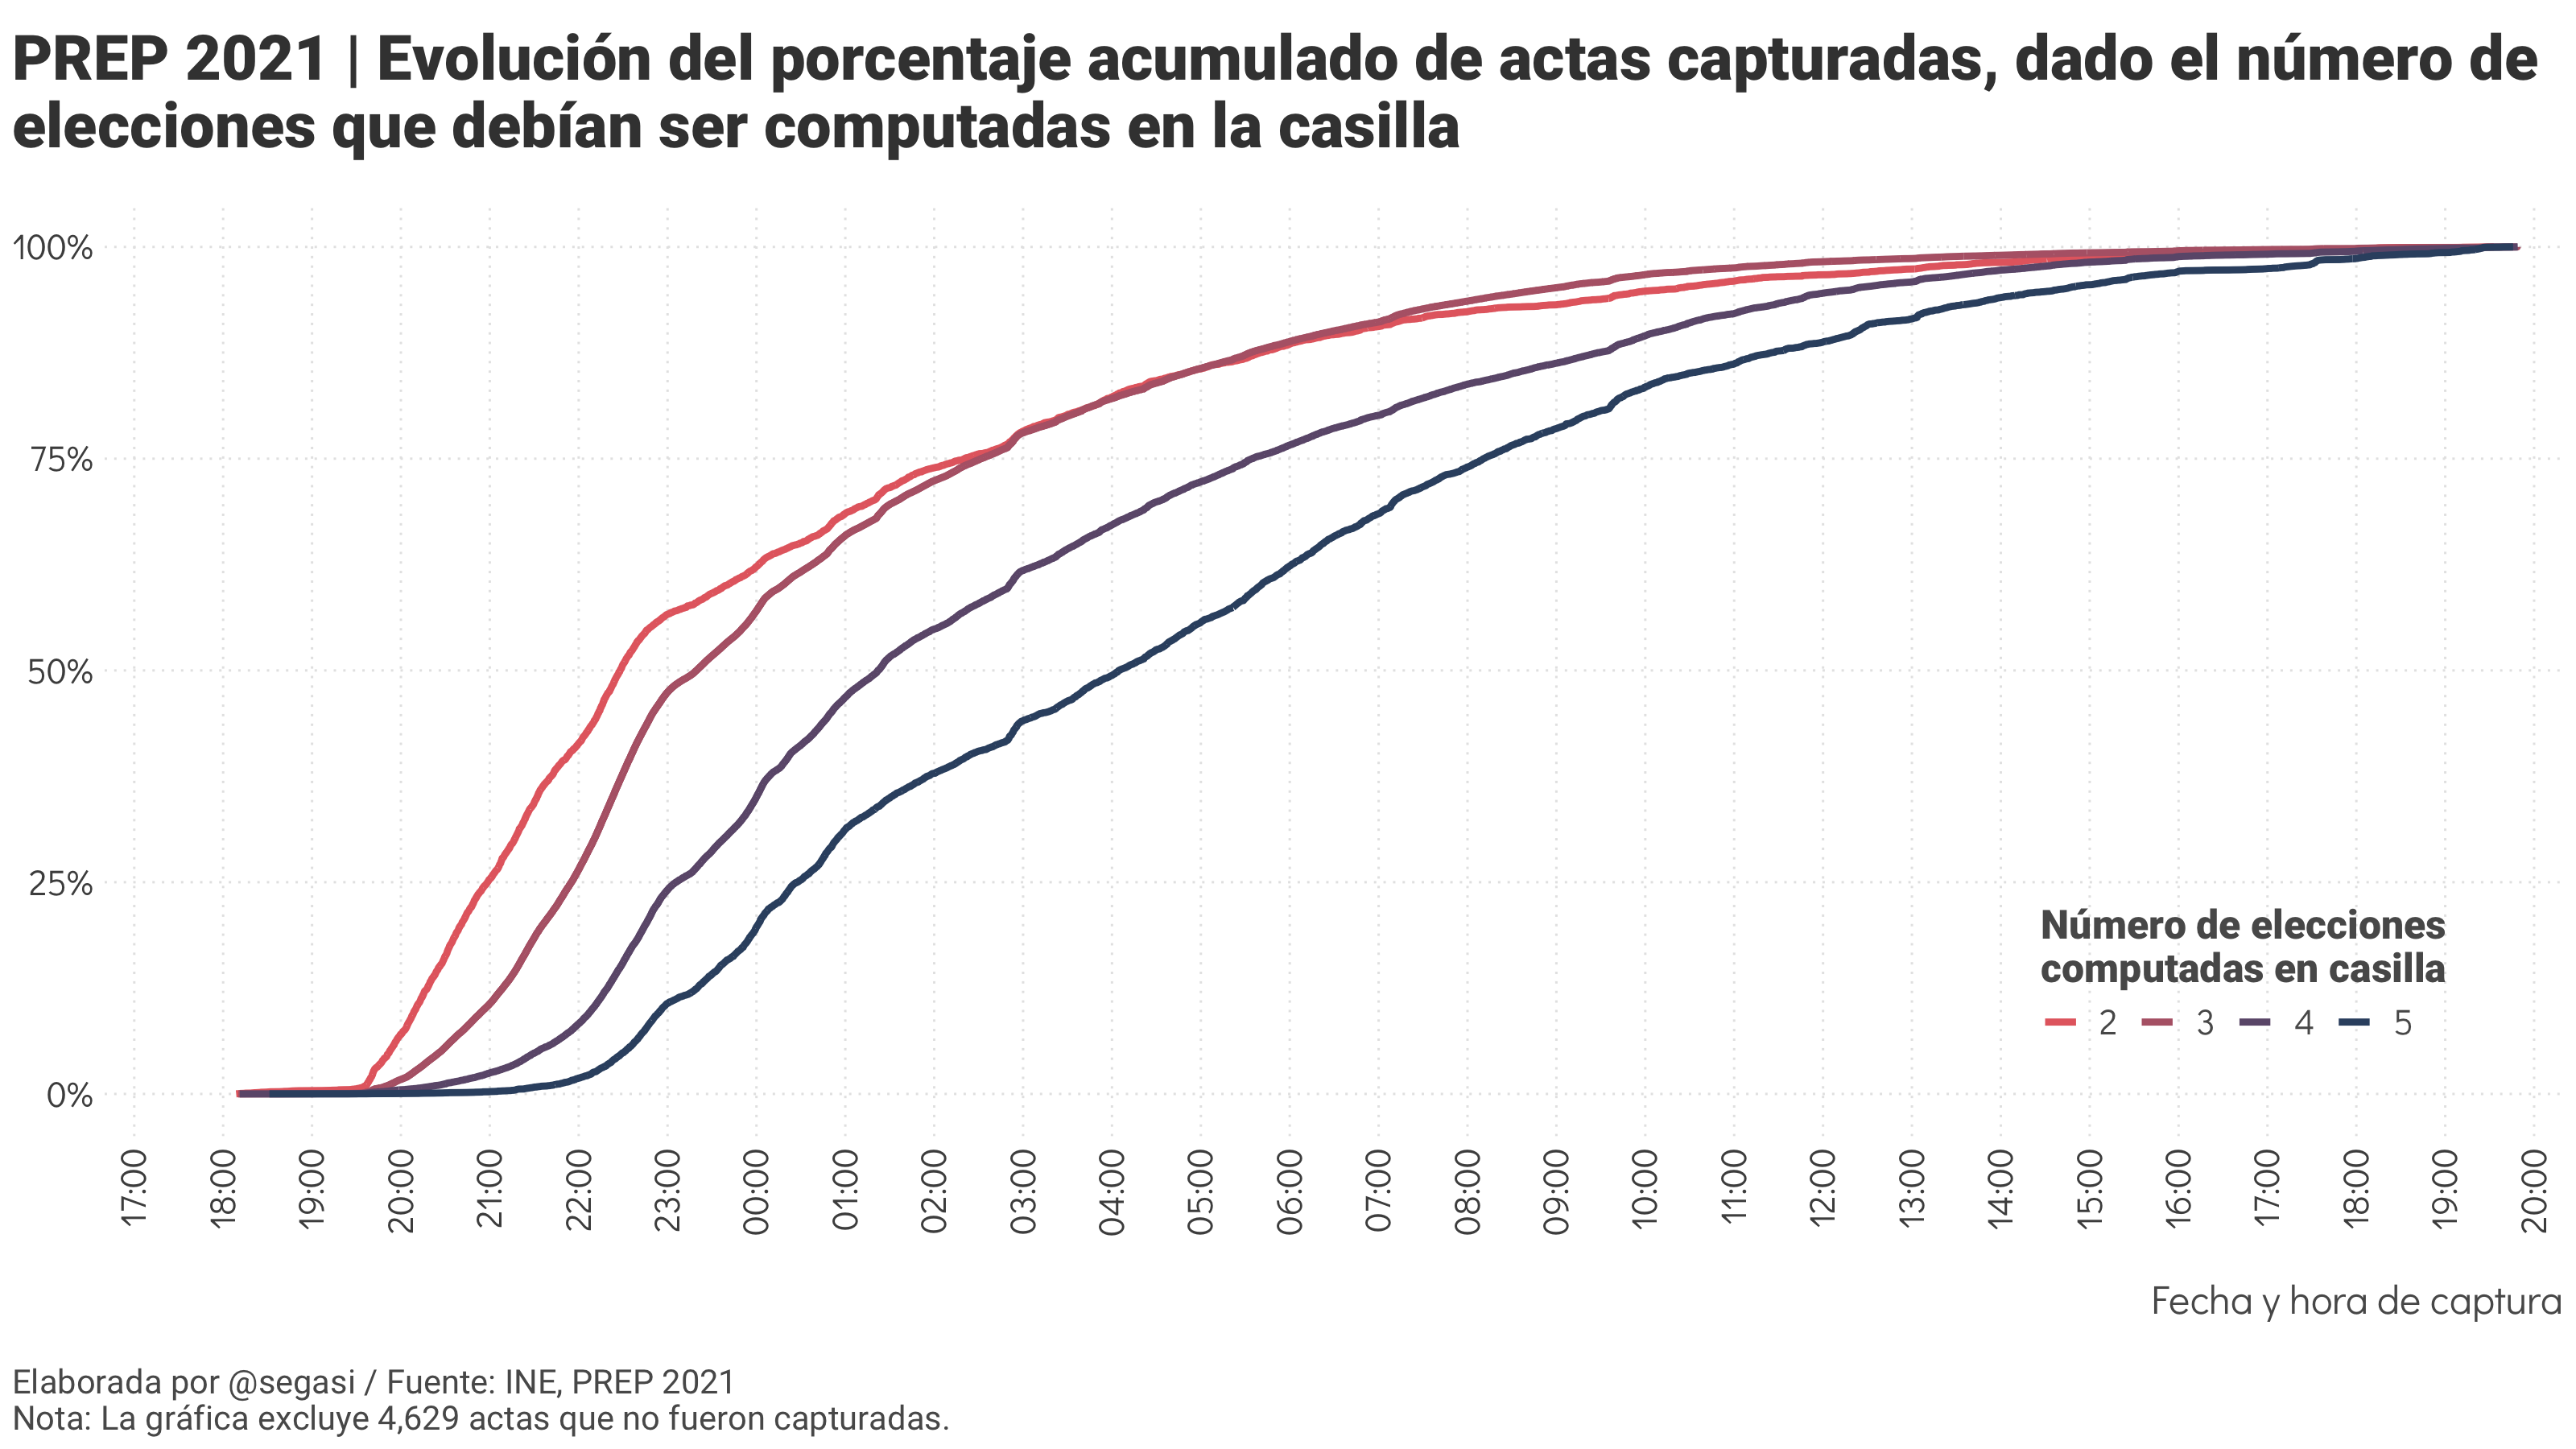 PREP 2021 | Evolución del porcentaje acumulado de actas capturadas, dado el número de
elecciones que debían ser computadas en la casilla
100%
75%
50%
25%
0%
Número de elecciones
computadas en casilla
2 3 4 5
17:00 18:00 19:00 20:00 21:00 22:00 23:00 00:00 01:00 02:00 03:00 04:00 05:00 06:00 07:00 08:00 09:00 10:00 11:00 12:00 13:00 14:00 15:00 16:00 17:00 18:00 19:00 20:00
Fecha y hora de captura
Elaborada por @segasi / Fuente: INE, PREP 2021
Nota: La gráfica excluye 4,629 actas que no fueron capturadas.